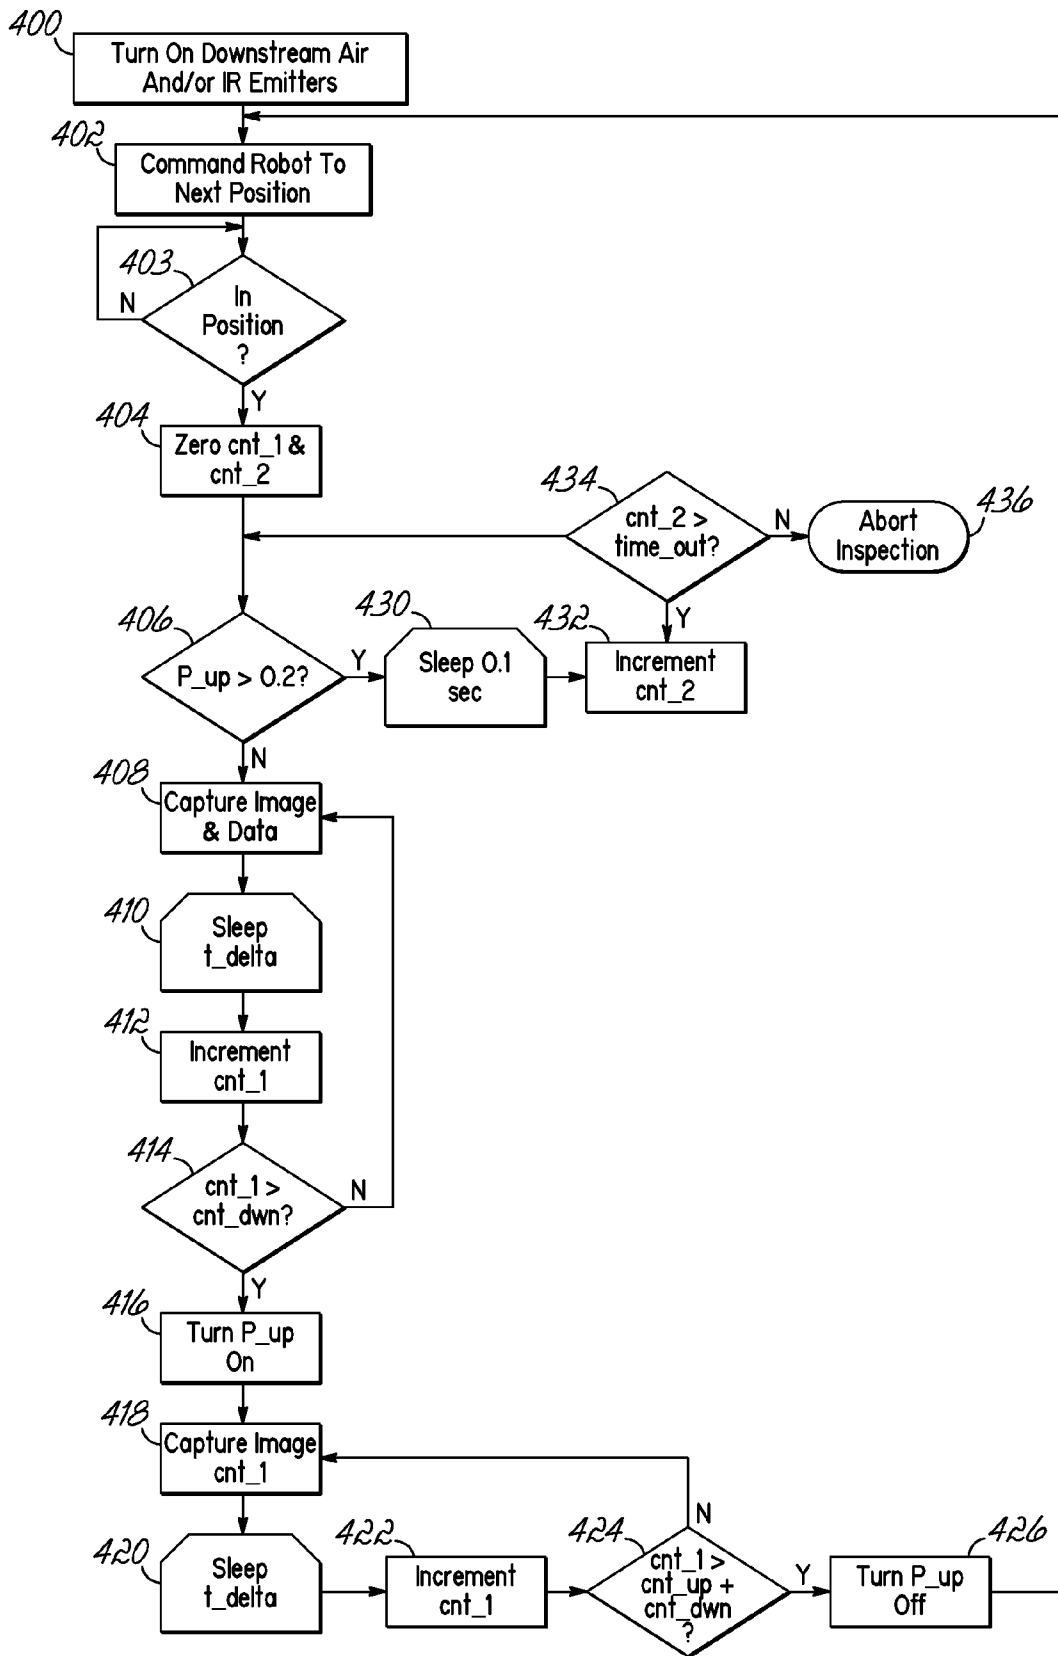 400
Turn On Downstream Air
And/or IR Emitters
402
Command Robot To
Next Position
403
N
In
Position
?
Y
404
Zero cnt_1 &
cnt_2
434
cnt_2 >
time_out?
N
Abort
Inspection
436
Y
406
P_up > 0.2?
Y
430
Sleep 0.1
sec
432
Increment
cnt_2
N
408
Capture Image
& Data
410
Sleep
t_delta
412
Increment
cnt_1
414
cnt_1 >
cnt_dwn?
N
Y
416
Turn P_up
On
418
Capture Image
cnt_1
420
Sleep
t_delta
422
Increment
cnt_1
424
N
cnt_1 >
cnt_up +
cnt_dwn
?
Y
426
Turn P_up
Off